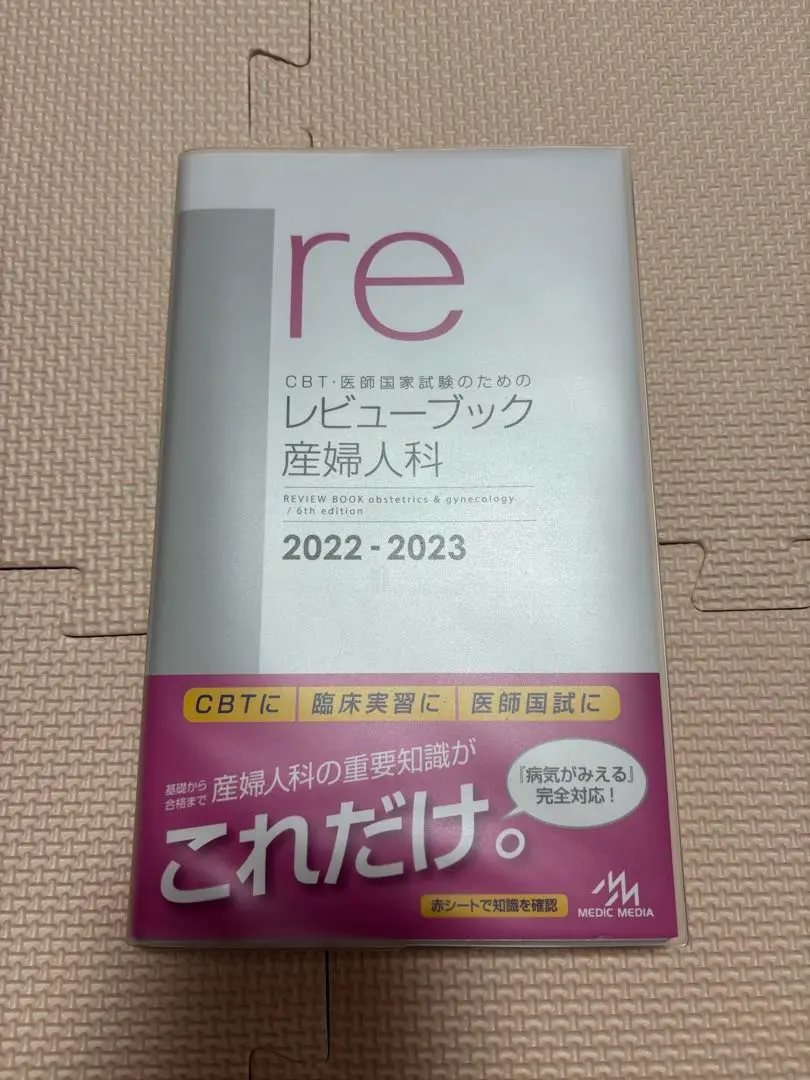 re
CBT・医師国家試験のための
レビューブック
産婦人科
REVIEW BOOK obstetrics & gynecology
/ 6th edition
2022-2023
CBTに 臨床実習に 医師国試に
基礎から
合格まで
産婦人科の重要知識が
これだけ。
『病気がみえる』
完全対応!
赤シートで知識を確認
MEDIC MEDIA